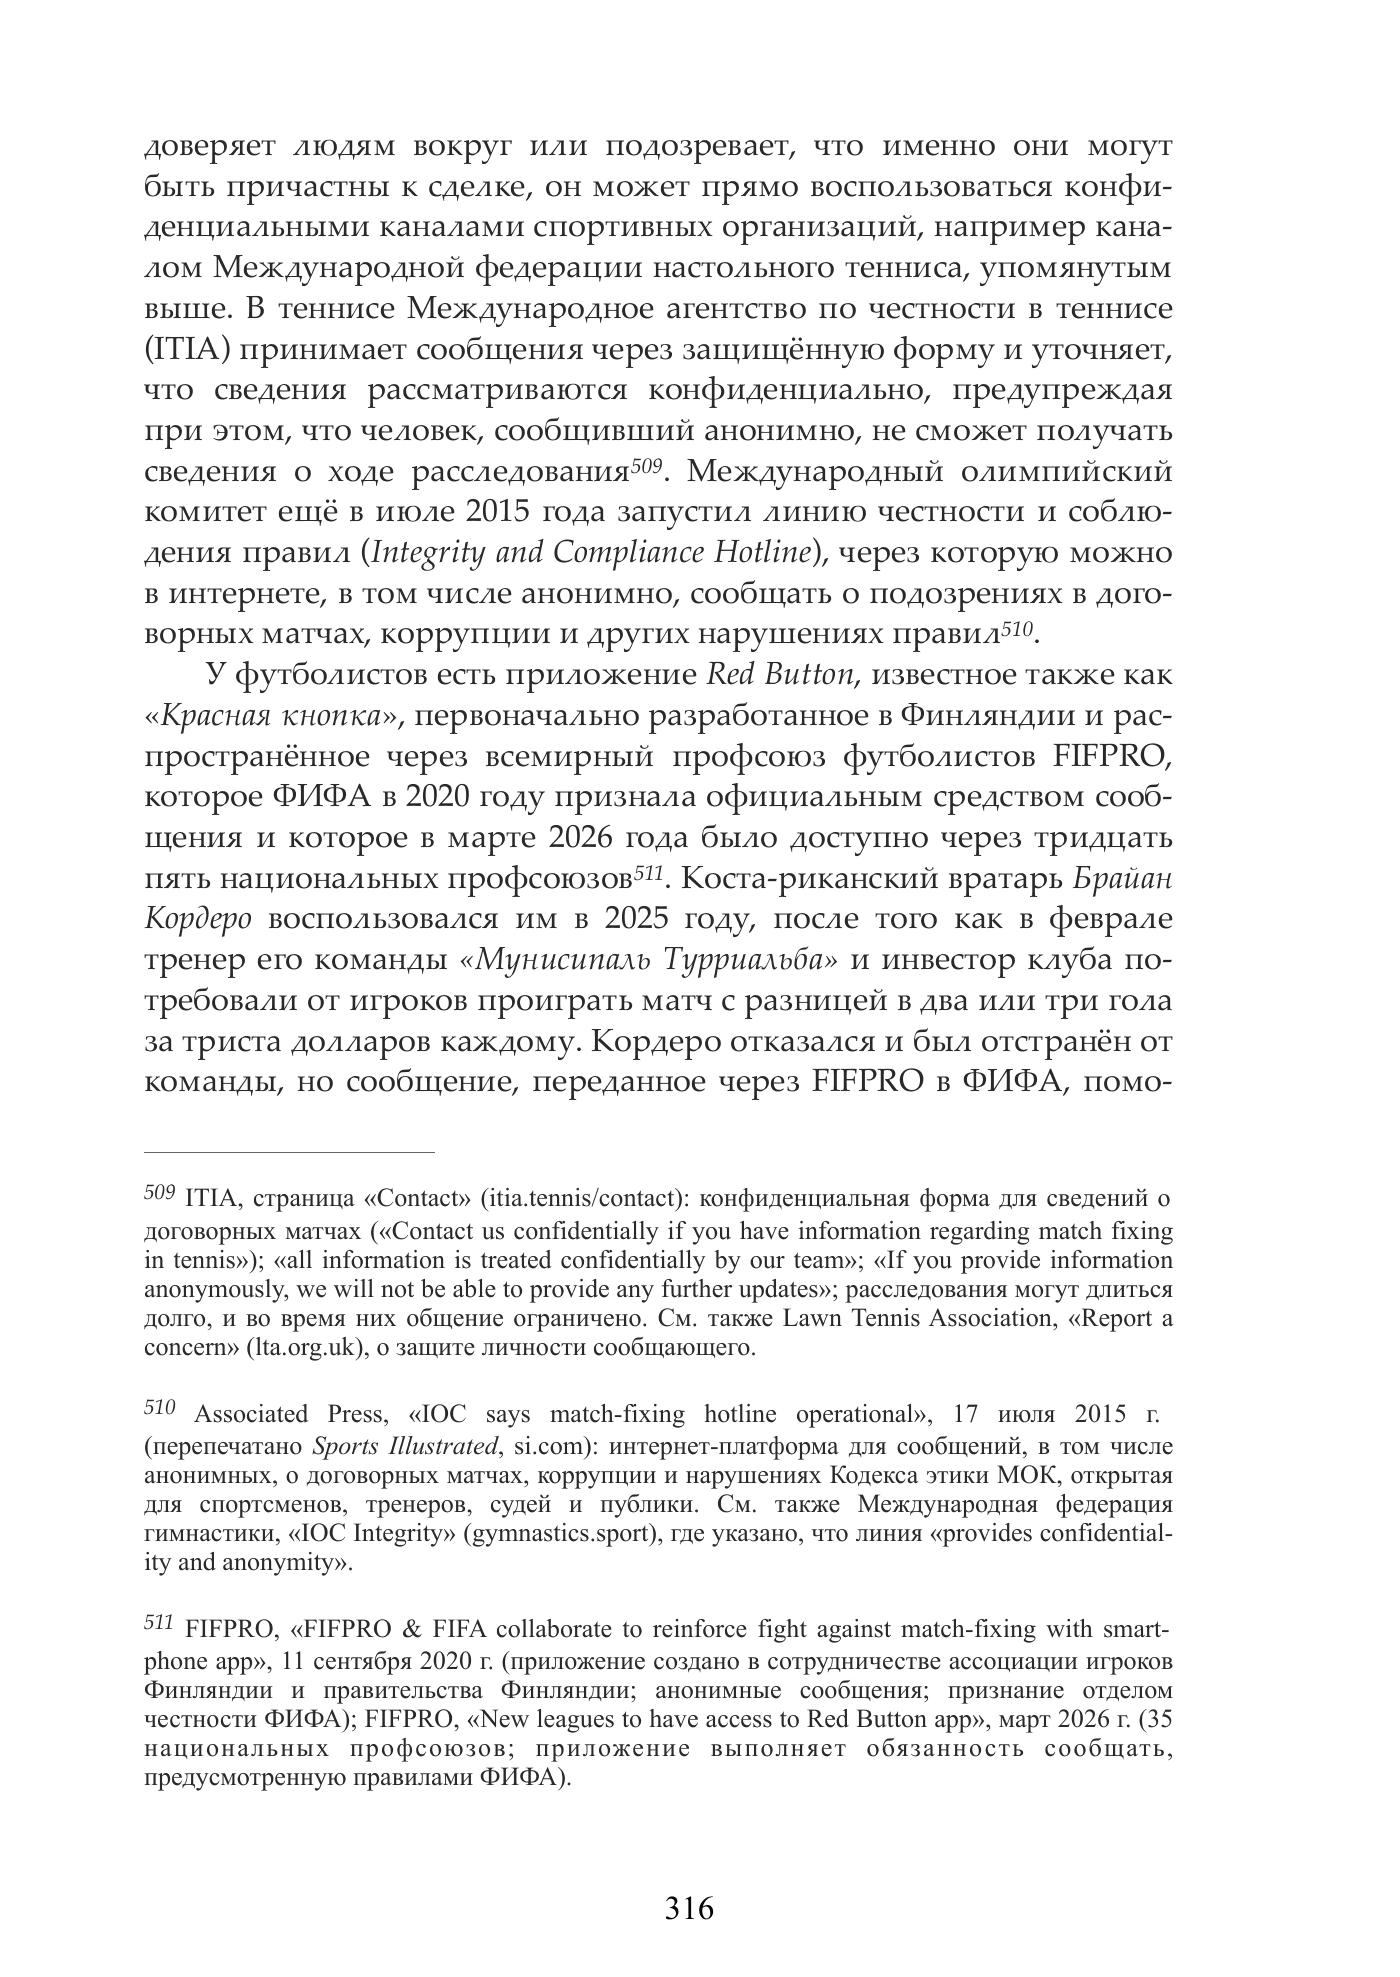 доверяет людям вокруг или подозревает, что именно они могут
быть причастны к сделке, он может прямо воспользоваться конфи-
денциальными каналами спортивных организаций, например кана-
лом Международной федерации настольного тенниса, упомянутым
выше. В теннисе Международное агентство по честности в теннисе
(ITIA) принимает сообщения через защищённую форму и уточняет,
что сведения рассматриваются конфиденциально, предупреждая
при этом, что человек, сообщивший анонимно, не сможет получать
сведения о ходе расследования509. Международный олимпийский
комитет ещё в июле 2015 года запустил линию честности и соблю-
дения правил (Integrity and Compliance Hotline), через которую можно
в интернете, в том числе анонимно, сообщать о подозрениях в дого-
ворных матчах, коррупции и других нарушениях правил510.
У футболистов есть приложение Red Button, известное также как
«Красная кнопка», первоначально разработанное в Финляндии и рас-
пространённое через всемирный профсоюз футболистов FIFPRO,
которое ФИФА в 2020 году признала официальным средством сооб-
щения и которое в марте 2026 года было доступно через тридцать
пять национальных профсоюзов511. Коста-риканский вратарь Брайан
Кордеро воспользовался им в 2025 году, после того как в феврале
тренер его команды «Мунисипаль Турриальба» и инвестор клуба по-
требовали от игроков проиграть матч с разницей в два или три гола
за триста долларов каждому. Кордеро отказался и был отстранён от
команды, но сообщение, переданное через FIFPRO в ФИФА, помо-
509 ITIA, страница «Contact» (itia.tennis/contact): конфиденциальная форма для сведений о
договорных матчах («Contact us confidentially if you have information regarding match fixing
in tennis»); «all information is treated confidentially by our team»; «If you provide information
anonymously, we will not be able to provide any further updates»; расследования могут длиться
долго, и во время них общение ограничено. См. также Lawn Tennis Association, «Report a
concern» (lta.org.uk), о защите личности сообщающего.
510 Associated Press, «IOC says match-fixing hotline operational», 17 июля 2015 г.
(перепечатано Sports Illustrated, si.com): интернет-платформа для сообщений, в том числе
анонимных, о договорных матчах, коррупции и нарушениях Кодекса этики МОК, открытая
для спортсменов, тренеров, судей и публики. См. также Международная федерация
гимнастики, «IOC Integrity» (gymnastics.sport), где указано, что линия «provides confidential-
ity and anonymity».
511 FIFPRO, «FIFPRO & FIFA collaborate to reinforce fight against match-fixing with smart-
phone app», 11 сентября 2020 г. (приложение создано в сотрудничестве ассоциации игроков
Финляндии и правительства Финляндии; анонимные сообщения; признание отделом
честности ФИФА); FIFPRO, «New leagues to have access to Red Button app», март 2026 г. (35
национальных профсоюзов; приложение выполняет обязанность сообщать,
предусмотренную правилами ФИФА).
316